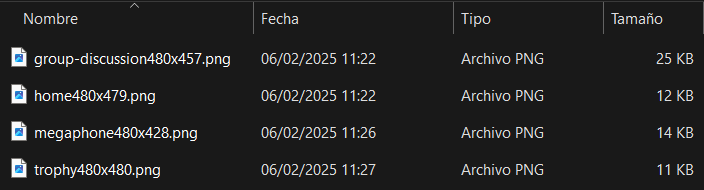 Nombre Fecha Tipo Tamaño
group-discussion480x457.png 06/02/2025 11:22 Archivo PNG 25 KB
home480x479.png 06/02/2025 11:22 Archivo PNG 12 KB
megaphone480x428.png 06/02/2025 11:26 Archivo PNG 14 KB
trophy480x480.png 06/02/2025 11:27 Archivo PNG 11 KB